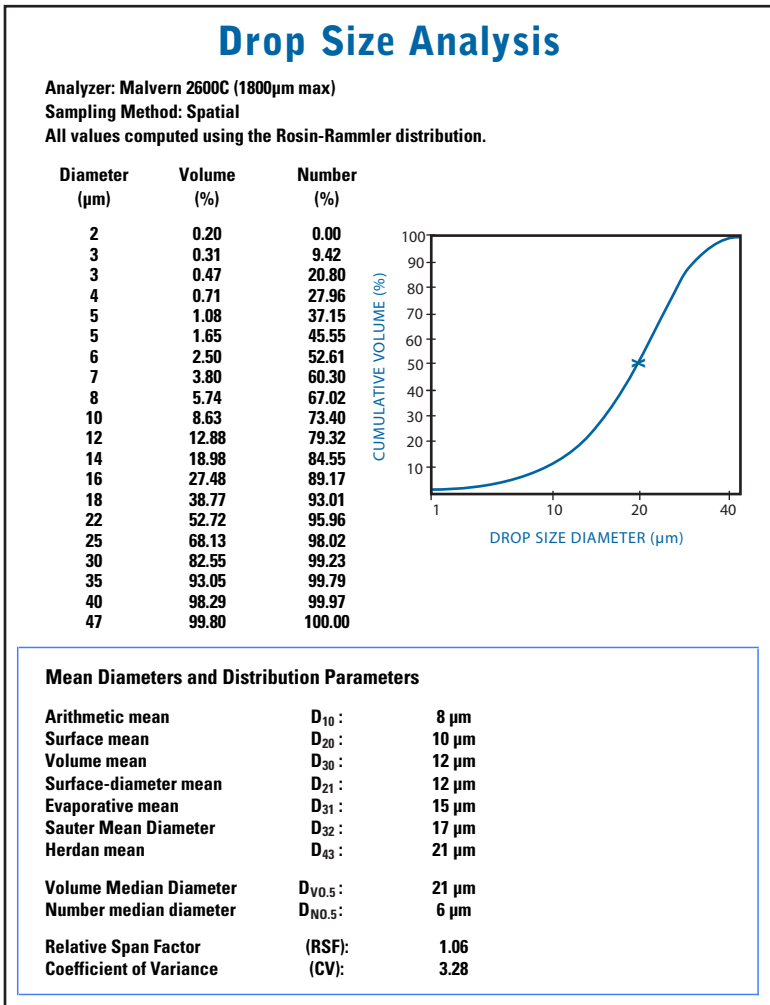 Drop Size Analysis
Analyzer: Malvern 2600C (1800µm max)
Sampling Method: Spatial
All values computed using the Rosin-Rammler distribution.
Diameter Volume Number
(µm) (%) (%)
2 0.20 0.00
3 0.31 9.42
3 0.47 20.80
4 0.71 27.96
5 1.08 37.15
5 1.65 45.55
6 2.50 52.61
7 3.80 60.30
8 5.74 67.02
10 8.63 73.40
12 12.88 79.32
14 18.98 84.55
16 27.48 89.17
18 38.77 93.01
22 52.72 95.96
25 68.13 98.02
30 82.55 99.23
35 93.05 99.79
40 98.29 99.97
47 99.80 100.00
CUMULATIVE VOLUME (%)
100
90
80
70
60
50
40
30
20
10
1 10 20 40
DROP SIZE DIAMETER (µm)
Mean Diameters and Distribution Parameters
Arithmetic mean D10 : 8 µm
Surface mean D20 : 10 µm
Volume mean D30 : 12 µm
Surface-diameter mean D21 : 12 µm
Evaporative mean D31 : 15 µm
Sauter Mean Diameter D32 : 17 µm
Herdan mean D43 : 21 µm
Volume Median Diameter DV0.5 : 21 µm
Number median diameter DN0.5 : 6 µm
Relative Span Factor (RSF): 1.06
Coefficient of Variance (CV): 3.28